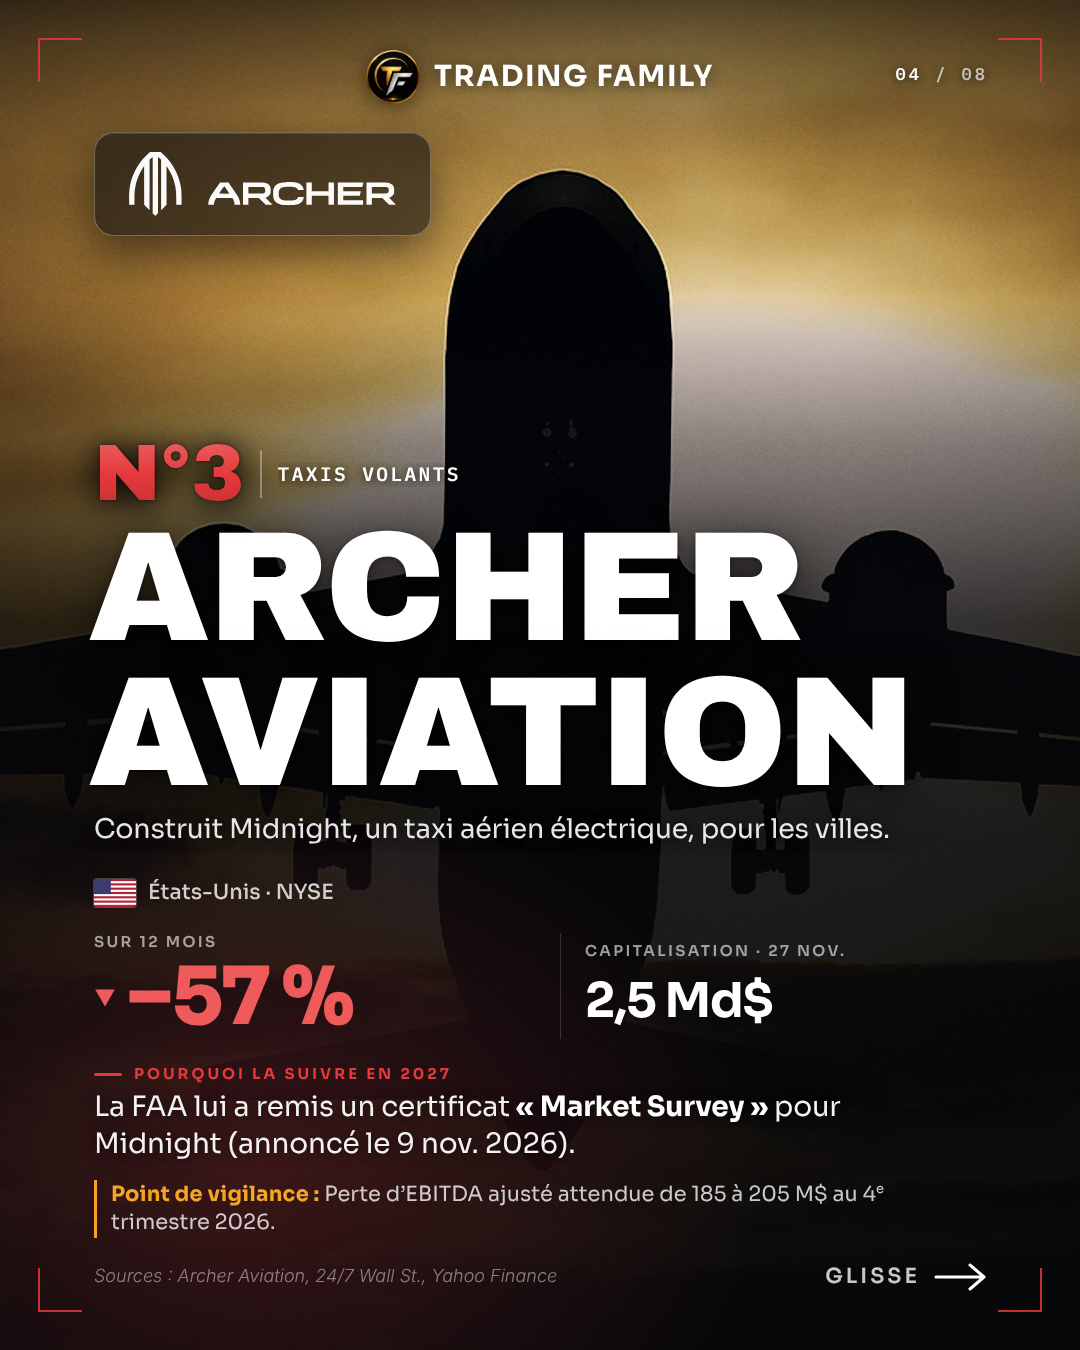 TF TRADING FAMILY
04 / 08
ARCHER
N°3 TAXIS VOLANTS
ARCHER
AVIATION
Construit Midnight, un taxi aérien électrique, pour les villes.
États-Unis · NYSE
SUR 12 MOIS
▼ −57 %
CAPITALISATION · 27 NOV.
2,5 Md$
POURQUOI LA SUIVRE EN 2027
La FAA lui a remis un certificat « Market Survey » pour
Midnight (annoncé le 9 nov. 2026).
Point de vigilance : Perte d’EBITDA ajusté attendue de 185 à 205 M$ au 4ᵉ
trimestre 2026.
Sources : Archer Aviation, 24/7 Wall St., Yahoo Finance
GLISSE →